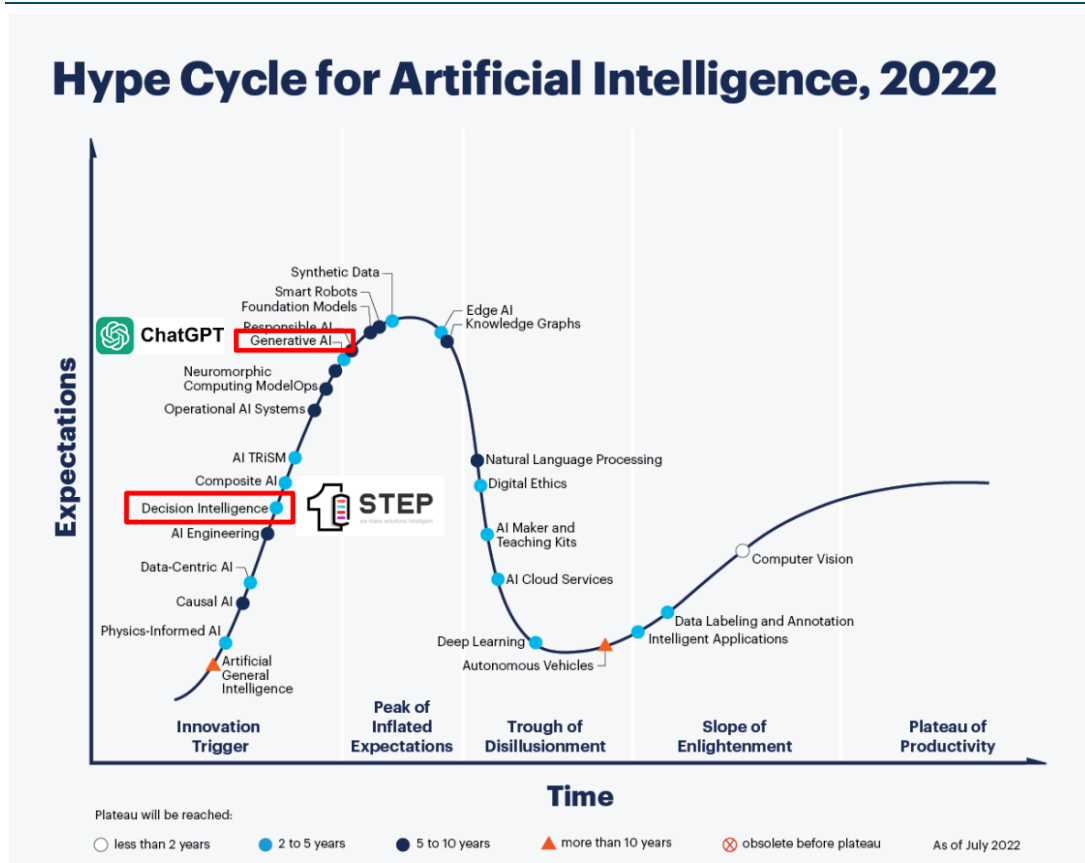 Hype Cycle for Artificial Intelligence, 2022
Expectations
Synthetic Data
Smart Robots
Foundation Models
Responsible AI
Generative AI
ChatGPT
Neuromorphic
Computing ModelOps
Operational AI Systems
AI TRiSM
Composite AI
Decision Intelligence
1
STEP
we make solutions intelligent
AI Engineering
Data-Centric AI
Causal AI
Physics-Informed AI
Artificial
General
Intelligence
Edge AI
Knowledge Graphs
Natural Language Processing
Digital Ethics
AI Maker and
Teaching Kits
AI Cloud Services
Deep Learning
Autonomous Vehicles
Computer Vision
Data Labeling and Annotation
Intelligent Applications
Innovation
Trigger
Peak of
Inflated
Expectations
Trough of
Disillusionment
Slope of
Enlightenment
Plateau of
Productivity
Time
Plateau will be reached:
less than 2 years
2 to 5 years
5 to 10 years
more than 10 years
obsolete before plateau
As of July 2022